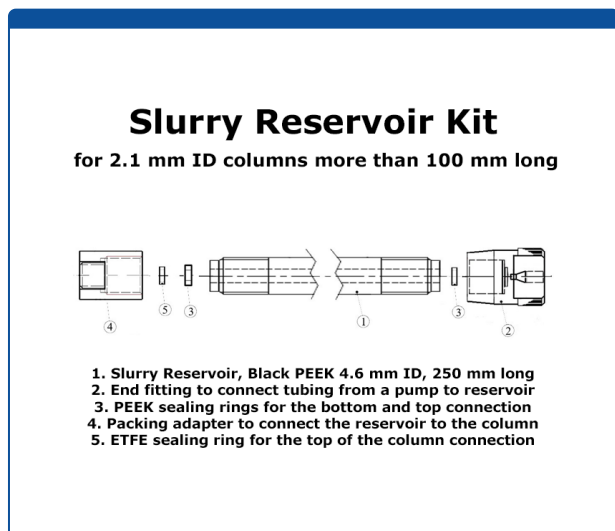 Slurry Reservoir Kit
for 2.1 mm ID columns more than 100 mm long
4
5
3
1
3
2
1. Slurry Reservoir, Black PEEK 4.6 mm ID, 250 mm long
2. End fitting to connect tubing from a pump to reservoir
3. PEEK sealing rings for the bottom and top connection
4. Packing adapter to connect the reservoir to the column
5. ETFE sealing ring for the top of the column connection